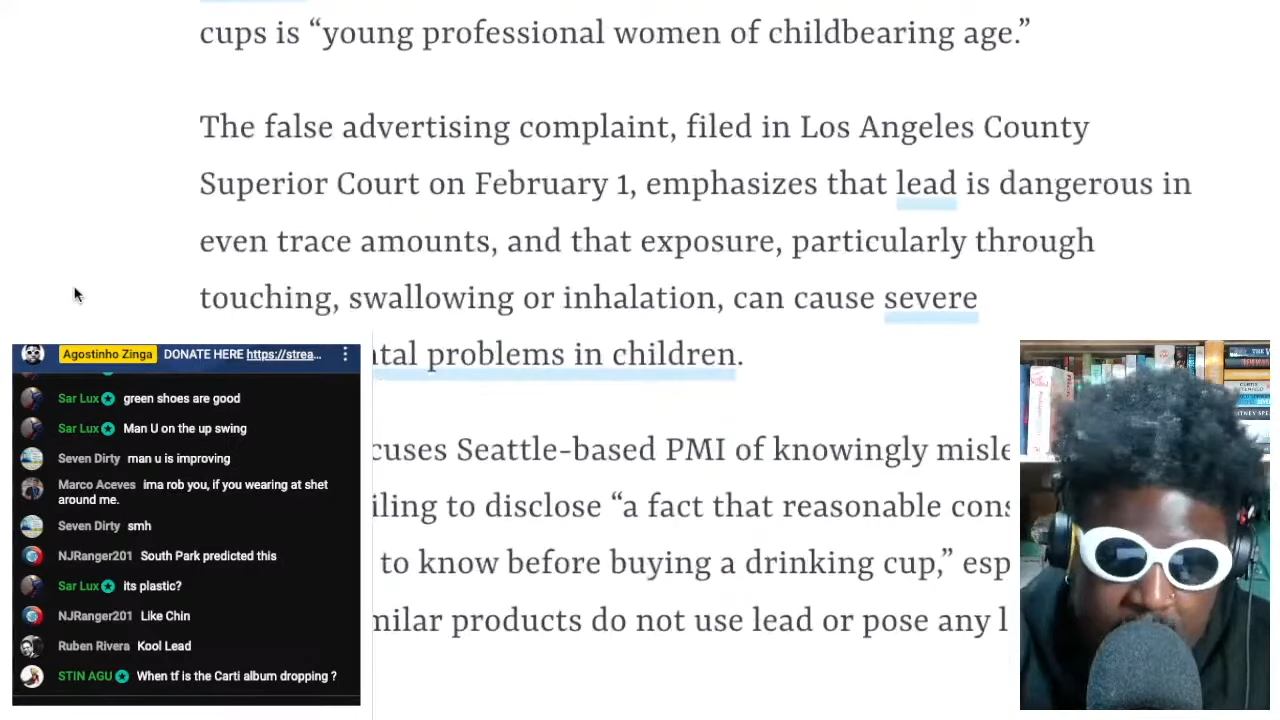 cups is “young professional women of childbearing age.”
The false advertising complaint, filed in Los Angeles County
Superior Court on February 1, emphasizes that lead is dangerous in
even trace amounts, and that exposure, particularly through
touching, swallowing or inhalation, can cause severe
tal problems in children.
cuses Seattle-based PMI of knowingly misle
iling to disclose “a fact that reasonable cons
to know before buying a drinking cup,” esp
milar products do not use lead or pose any l
Agostinho Zinga DONATE HERE https://strea...
Sar Lux green shoes are good
Sar Lux Man U on the up swing
Seven Dirty man u is improving
Marco Aceves ima rob you, if you wearing at shet
around me.
Seven Dirty smh
NJRanger201 South Park predicted this
Sar Lux its plastic?
NJRanger201 Like Chin
Ruben Rivera Kool Lead
STIN AGU When tf is the Carti album dropping ?